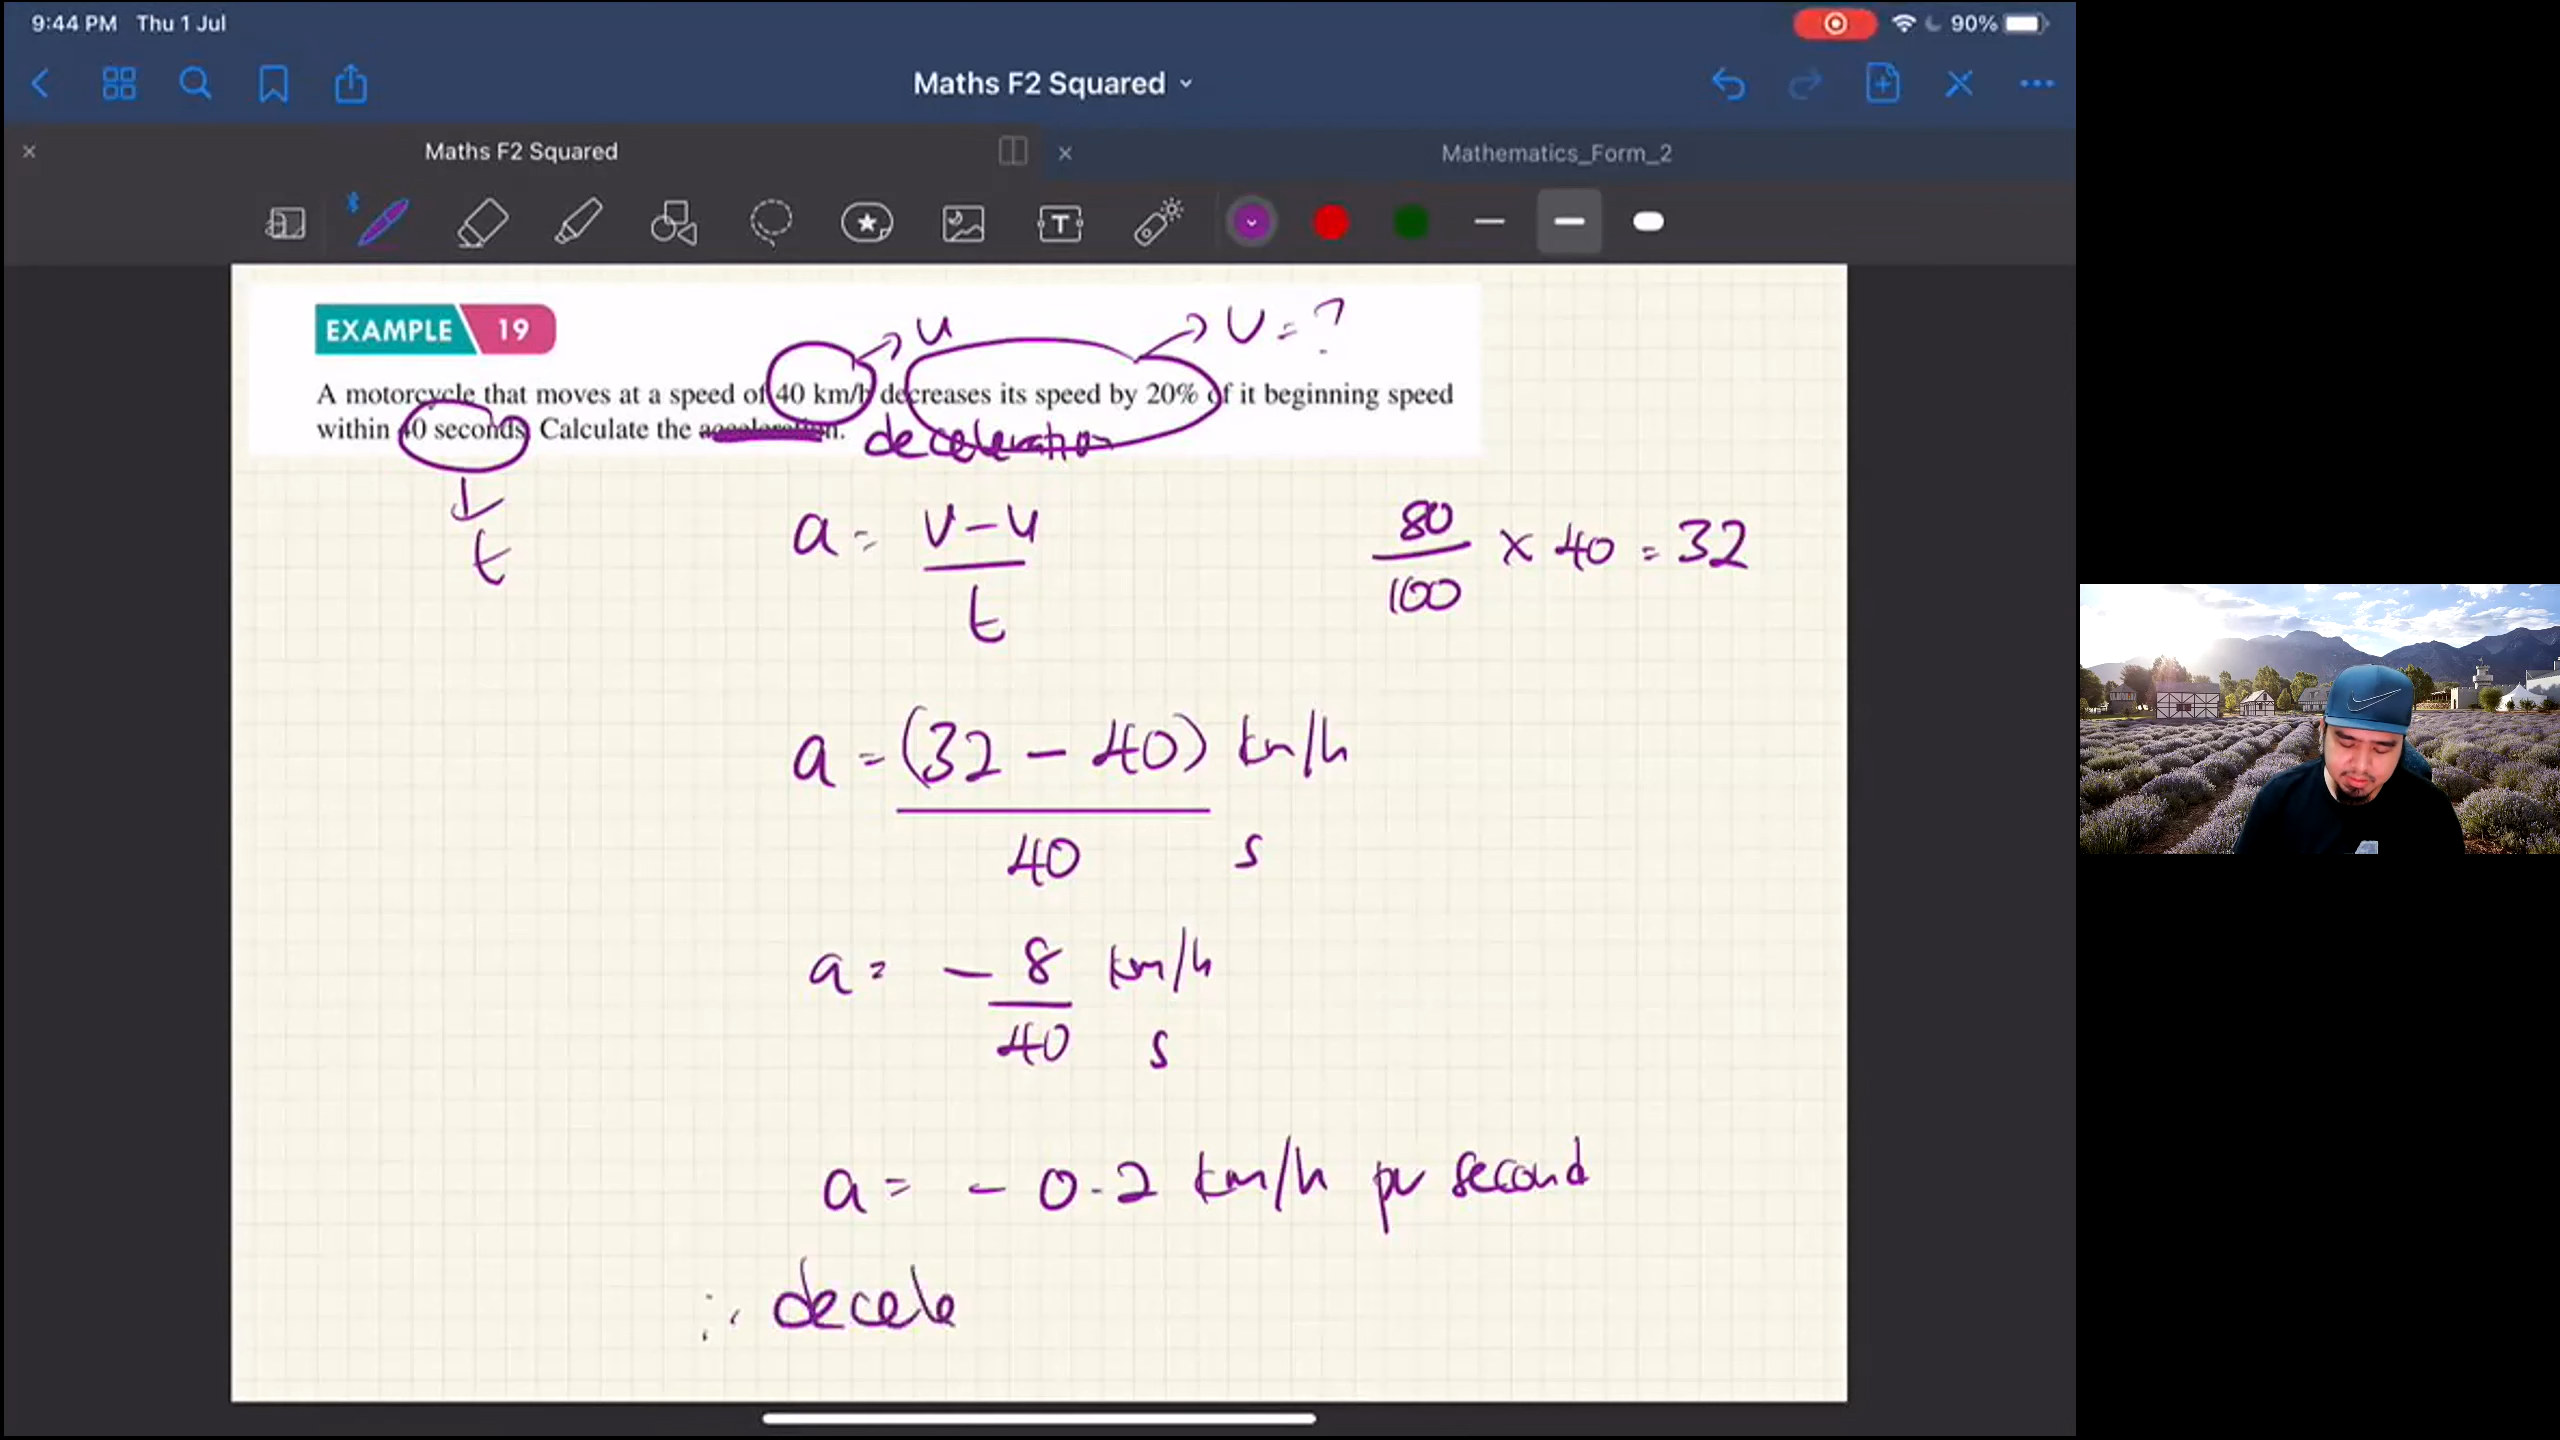 9:44 PM Thu 1 Jul 90%
Maths F2 Squared
Maths F2 Squared Mathematics_Form_2
EXAMPLE 19
u V = ?
A motorcycle that moves at a speed of 40 km/h decreases its speed by 20% of it beginning speed
within 40 seconds. Calculate the acceleration. deceleration
t
a = v - u / t
80/100 × 40 = 32
a = (32 - 40) km/h
40 s
a = - 8 km/h
40 s
a = - 0.2 km/h per second
∴ decele